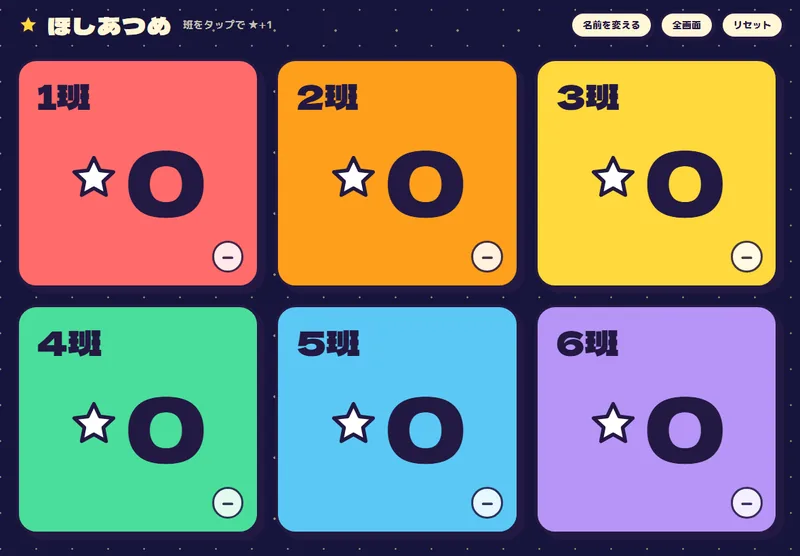 ★ ほしあつめ 班をタップで ★+1 名前を変える 全画面 リセット
1班 2班 3班
★0 ★0 ★0
− − −
4班 5班 6班
★0 ★0 ★0
− − −